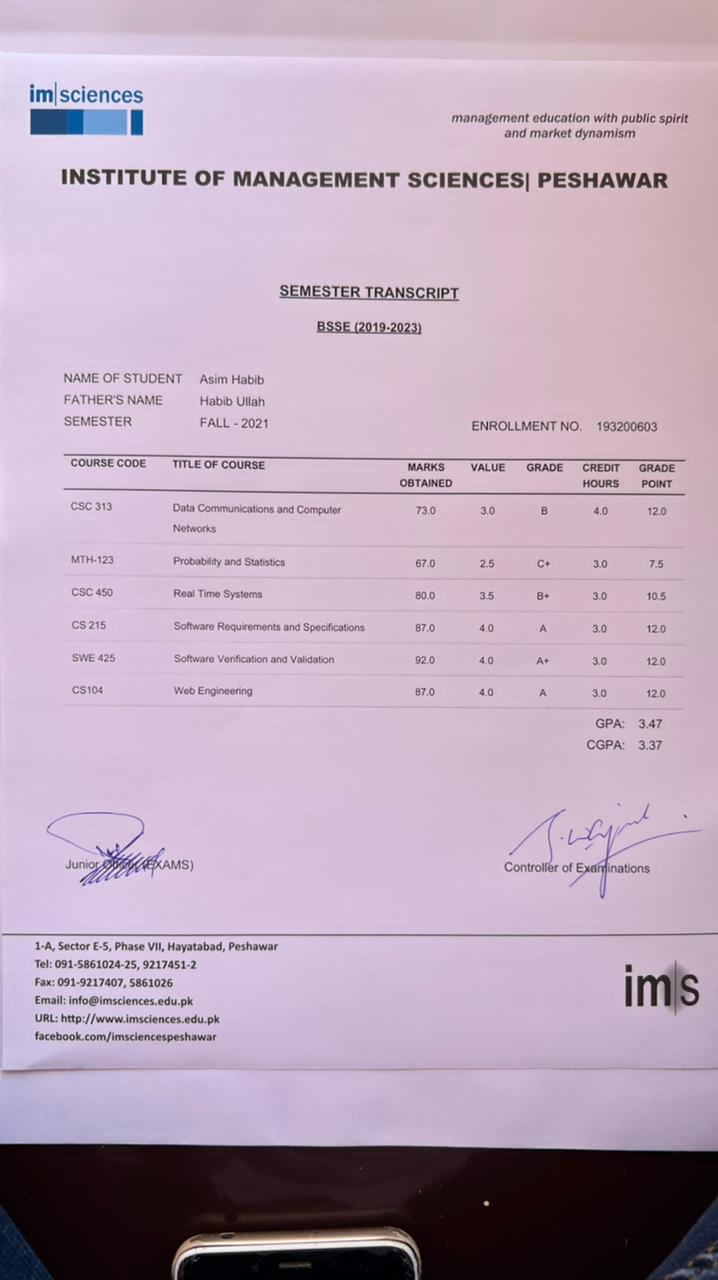 im|sciences
management education with public spirit
and market dynamism
INSTITUTE OF MANAGEMENT SCIENCES| PESHAWAR
SEMESTER TRANSCRIPT
BSSE (2019-2023)
NAME OF STUDENT Asim Habib
FATHER'S NAME Habib Ullah
SEMESTER FALL - 2021
ENROLLMENT NO. 193200603
COURSE CODE TITLE OF COURSE MARKS OBTAINED VALUE GRADE CREDIT HOURS GRADE POINT
CSC 313 Data Communications and Computer Networks 73.0 3.0 B 4.0 12.0
MTH-123 Probability and Statistics 67.0 2.5 C+ 3.0 7.5
CSC 450 Real Time Systems 80.0 3.5 B+ 3.0 10.5
CS 215 Software Requirements and Specifications 87.0 4.0 A 3.0 12.0
SWE 425 Software Verification and Validation 92.0 4.0 A+ 3.0 12.0
CS104 Web Engineering 87.0 4.0 A 3.0 12.0
GPA: 3.47
CGPA: 3.37
Junior (EXAMS)
Controller of Examinations
1-A, Sector E-5, Phase VII, Hayatabad, Peshawar
Tel: 091-5861024-25, 9217451-2
Fax: 091-9217407, 5861026
Email: info@imsciences.edu.pk
URL: http://www.imsciences.edu.pk
facebook.com/imsciencespeshawar
im|s